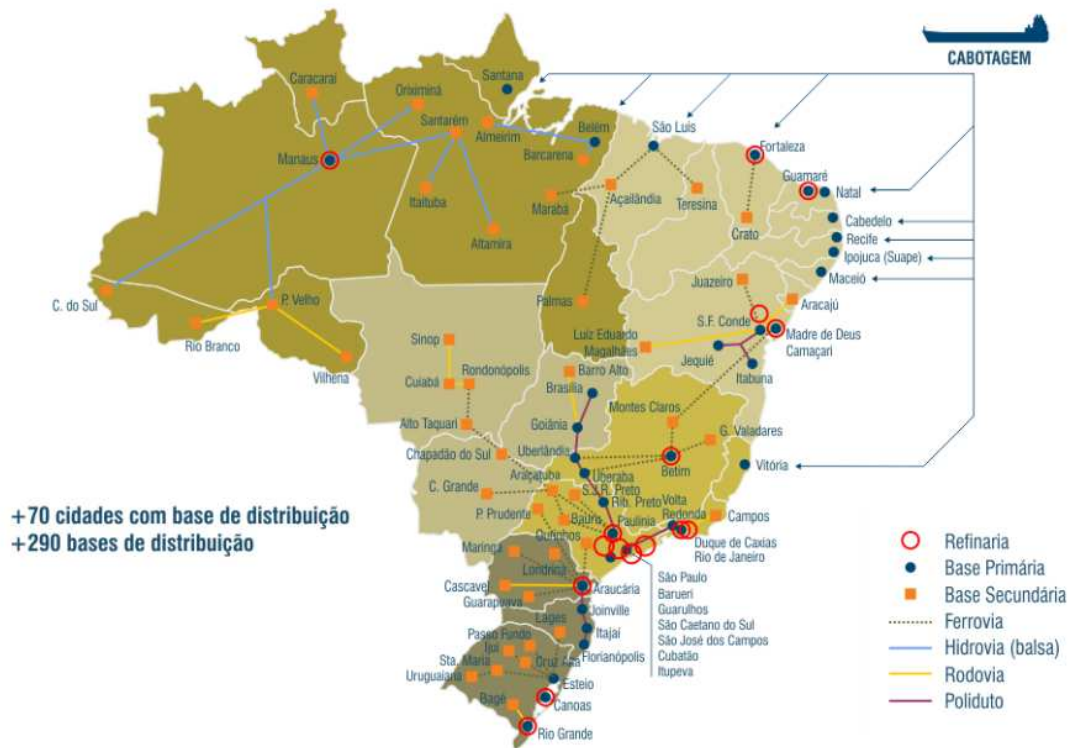 CABOTAGEM
Caracaraí
Oriximiná
Santana
Santarém
Almeirim
Belém
São Luis
Fortaleza
Manaus
Barcarena
Guamaré
Natal
Itaituba
Marabá
Açailândia
Teresina
Crato
Cabedelo
Recife
Altamira
Ipojuca (Suape)
Juazeiro
Maceió
C. do Sul
P. Velho
Palmas
Aracajú
S.F. Conde
Rio Branco
Sinop
Luiz Eduardo
Magalhães
Madre de Deus
Camaçari
Vilhena
Jequié
Itabuna
Cuiabá
Rondonópolis
Barro Alto
Brasília
Montes Claros
Alto Taquari
Goiânia
G. Valadares
Chapadão do Sul
Uberlândia
Betim
Vitória
Araçatuba
Uberaba
C. Grande
S.J.R. Preto
Rib. Preto
Volta
Redonda
+70 cidades com base de distribuição
+290 bases de distribuição
P. Prudente
Bauru
Paulínia
Campos
Ourinhos
Duque de Caxias
Rio de Janeiro
Maringá
Londrina
Cascavel
Guarapuava
Araucária
São Paulo
Barueri
Guarulhos
São Caetano do Sul
São José dos Campos
Cubatão
Itupeva
Joinville
Lages
Itajaí
Florianópolis
Passo Fundo
Ijuí
Cruz Alta
Sta. Maria
Uruguaiana
Esteio
Bagé
Canoas
Rio Grande
Refinaria
Base Primária
Base Secundária
Ferrovia
Hidrovia (balsa)
Rodovia
Poliduto